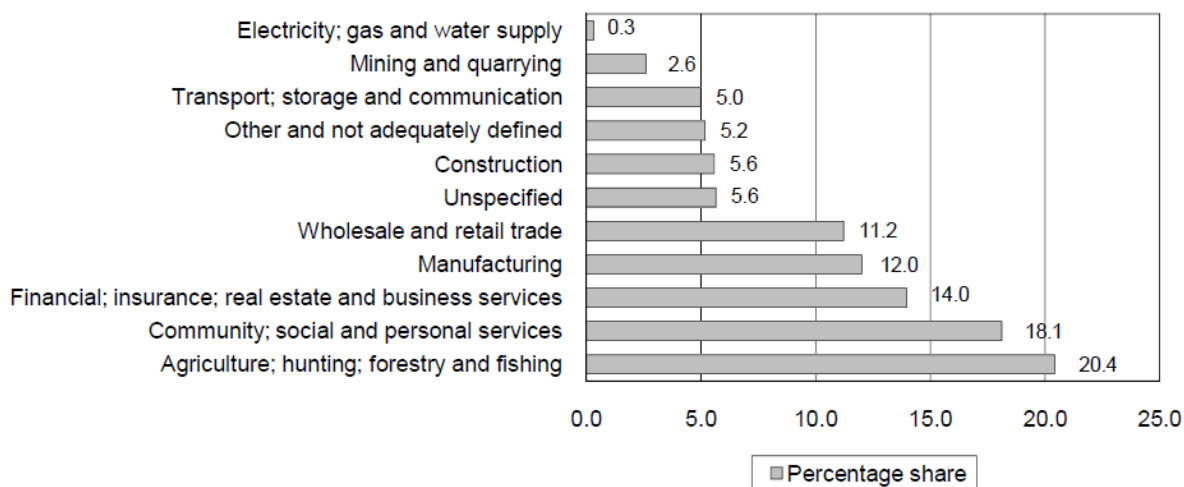 Electricity; gas and water supply 0.3
Mining and quarrying 2.6
Transport; storage and communication 5.0
Other and not adequately defined 5.2
Construction 5.6
Unspecified 5.6
Wholesale and retail trade 11.2
Manufacturing 12.0
Financial; insurance; real estate and business services 14.0
Community; social and personal services 18.1
Agriculture; hunting; forestry and fishing 20.4
0.0 5.0 10.0 15.0 20.0 25.0
Percentage share